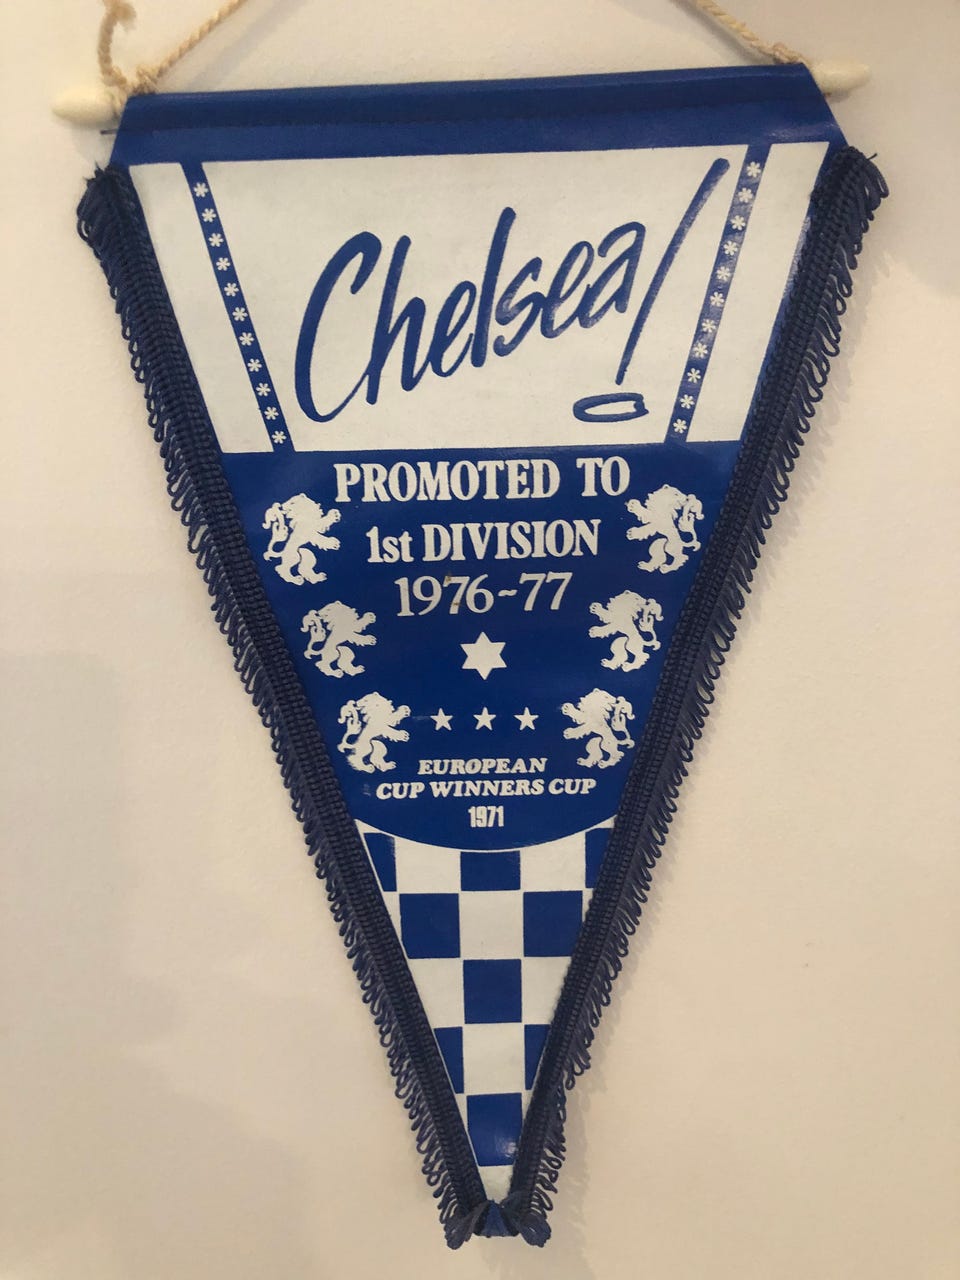 Chelsea!
PROMOTED TO
1st DIVISION
1976-77
EUROPEAN
CUP WINNERS CUP
1971